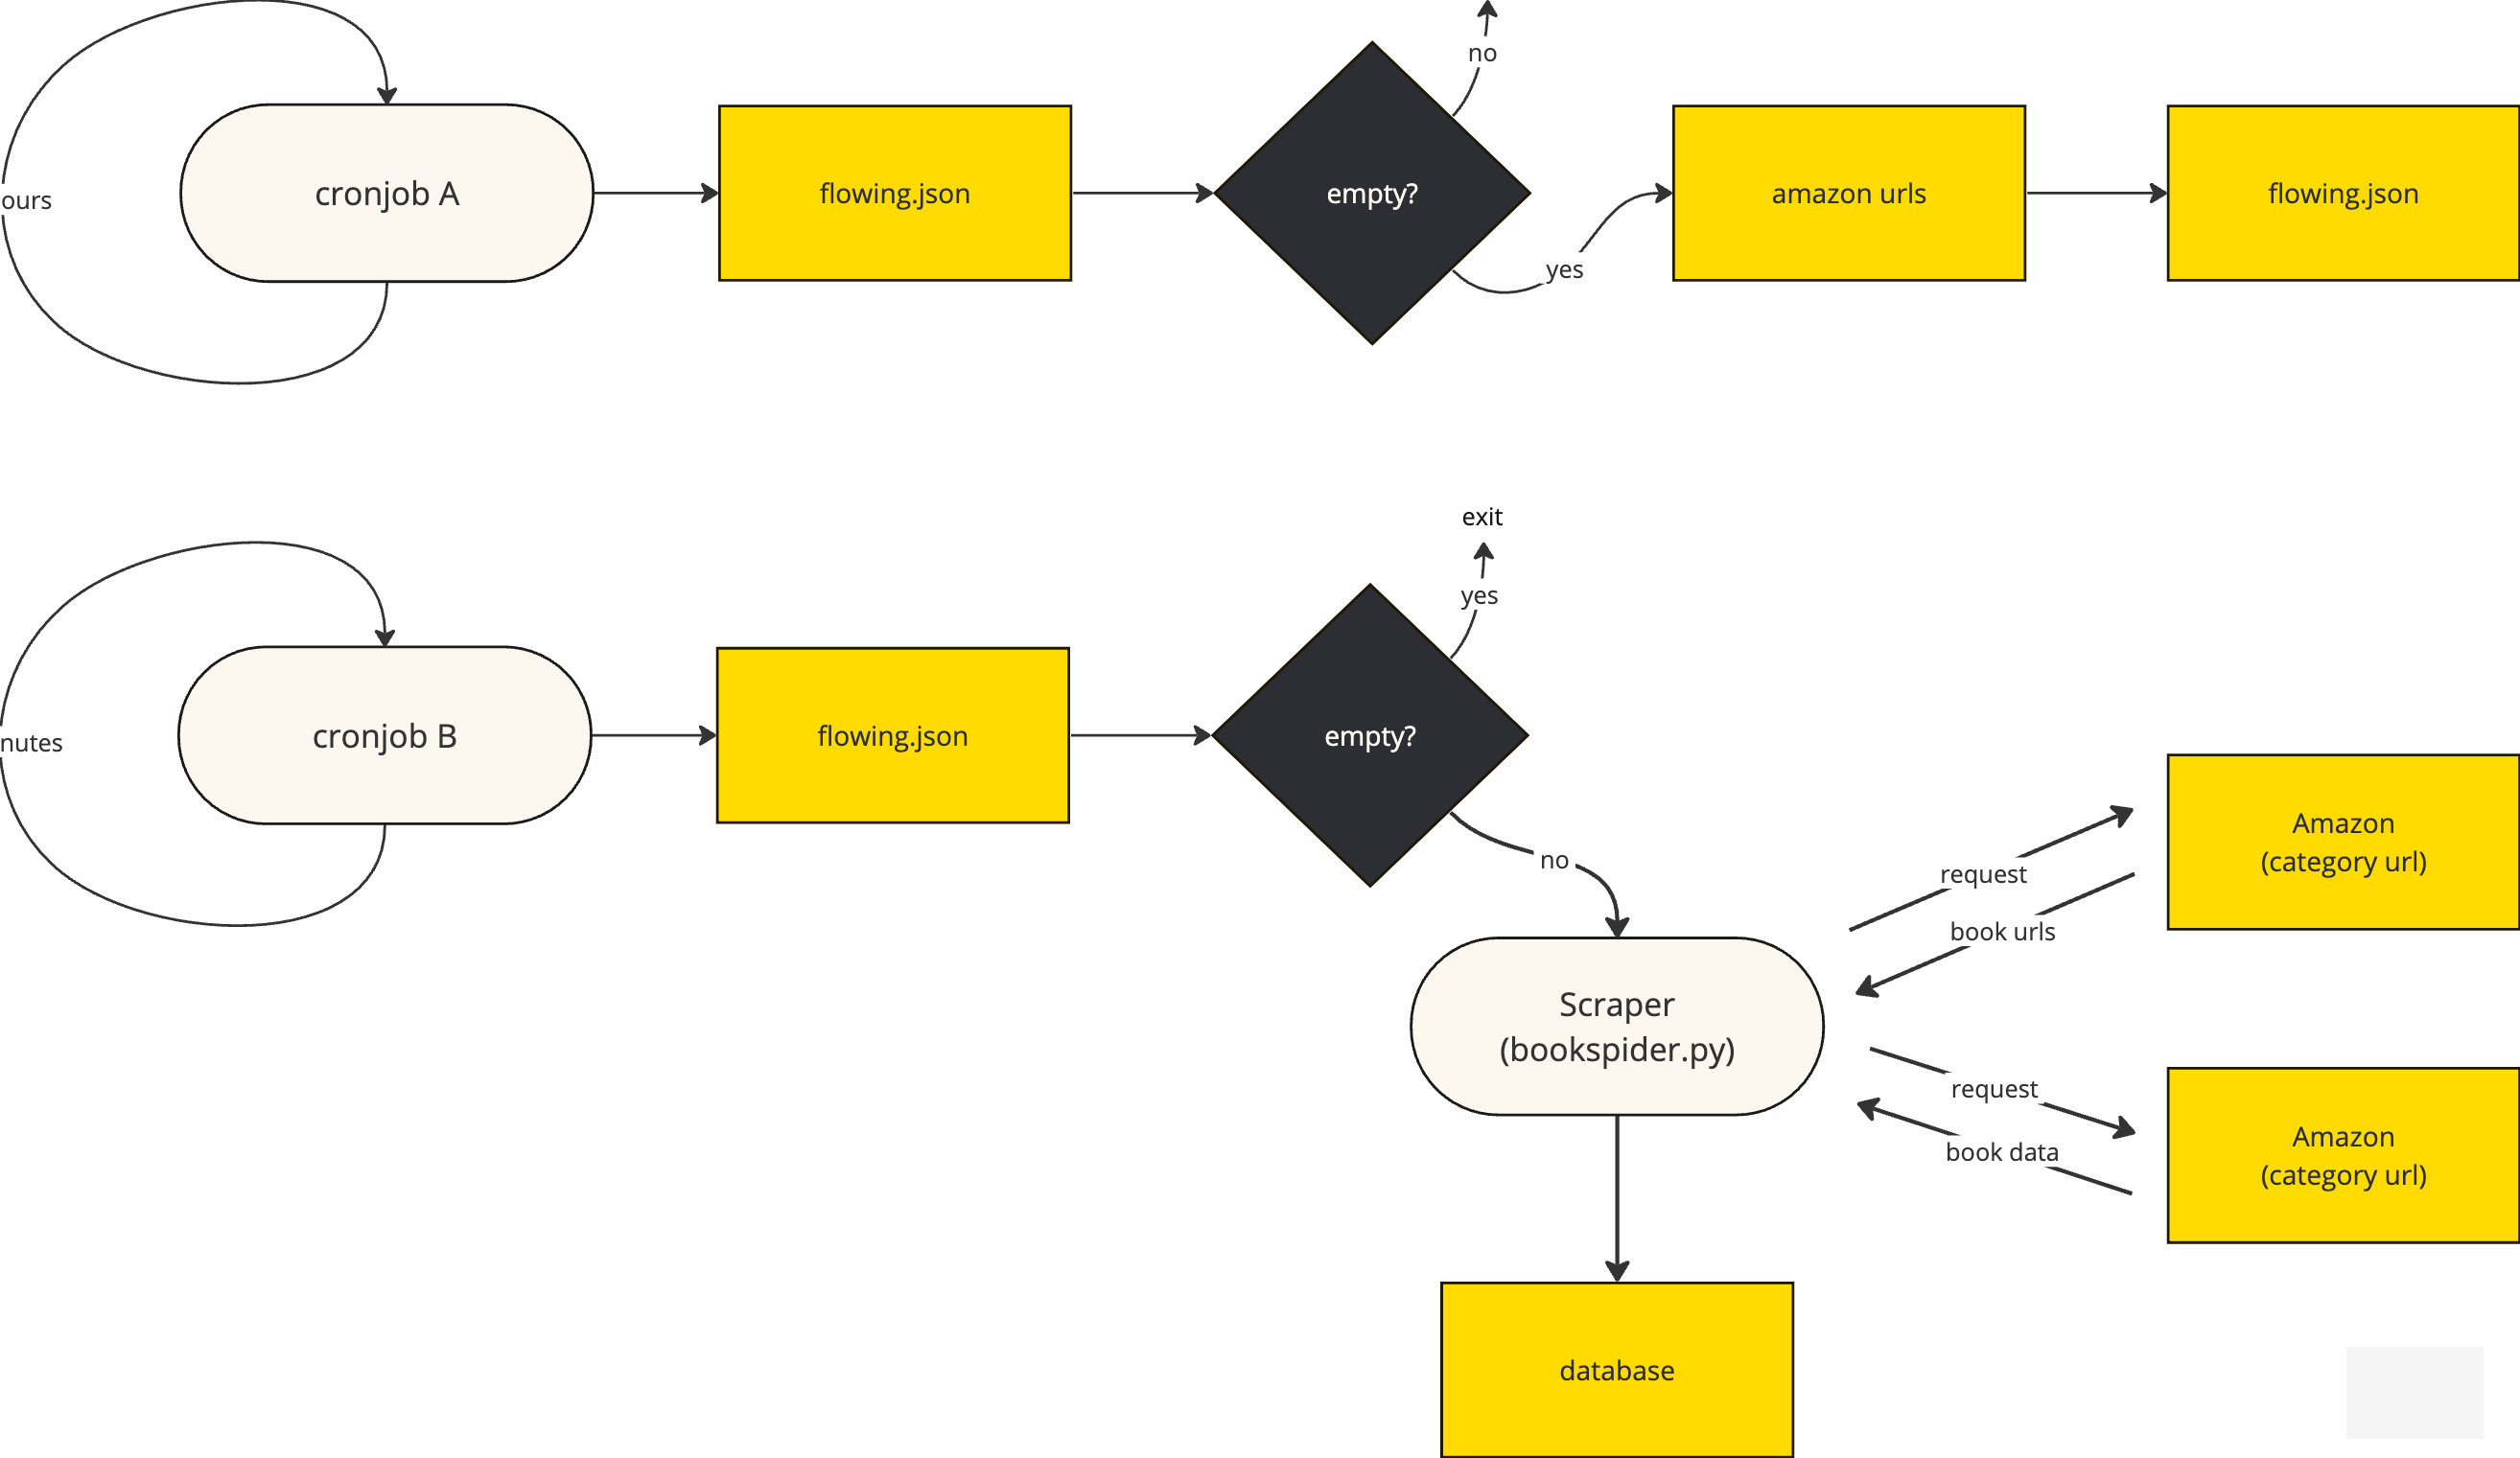 no
ours
cronjob A
flowing.json
empty?
amazon urls
flowing.json
yes
exit
yes
nutes
cronjob B
flowing.json
empty?
no
Amazon
(category url)
request
book urls
Scraper
(bookspider.py)
request
book data
Amazon
(category url)
database